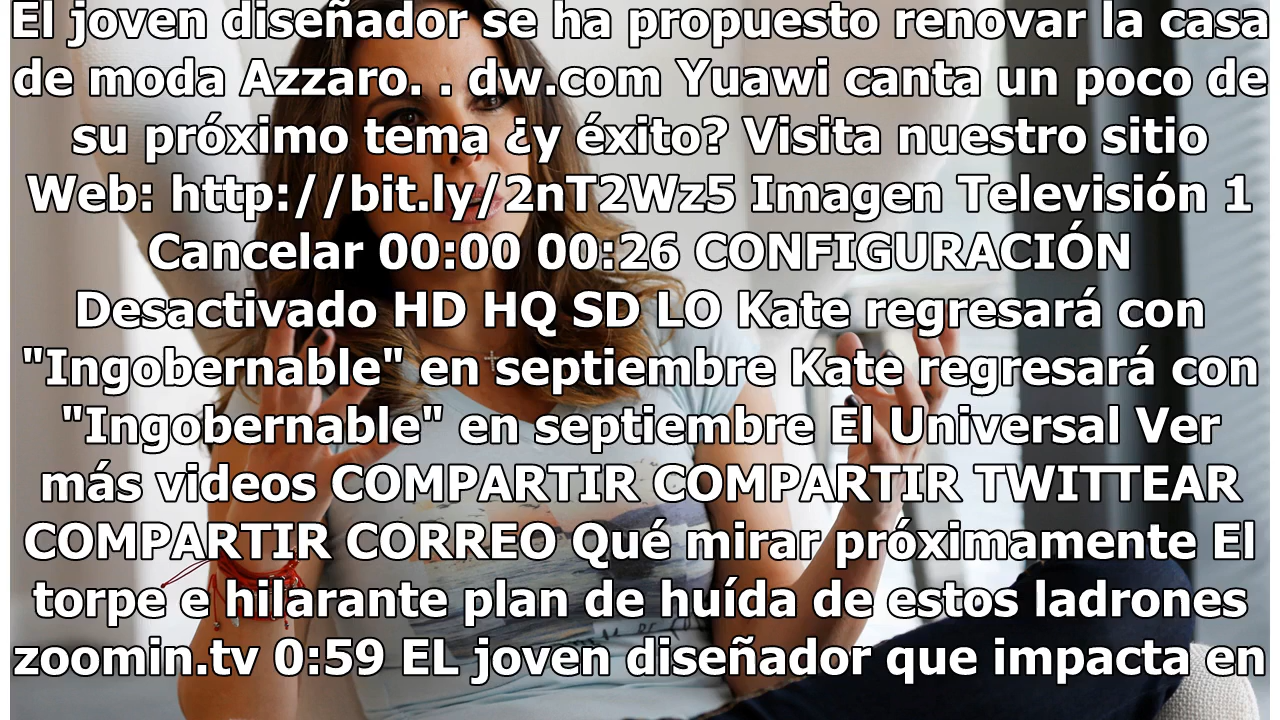 El joven diseñador se ha propuesto renovar la casa
de moda Azzaro. . dw.com Yuawi canta un poco de
su próximo tema ¿y éxito? Visita nuestro sitio
Web: http://bit.ly/2nT2Wz5 Imagen Televisión 1
Cancelar 00:00 00:26 CONFIGURACIÓN
Desactivado HD HQ SD LO Kate regresará con
"Ingobernable" en septiembre Kate regresará con
"Ingobernable" en septiembre El Universal Ver
más videos COMPARTIR COMPARTIR TWITTEAR
COMPARTIR CORREO Qué mirar próximamente El
torpe e hilarante plan de huída de estos ladrones
zoomin.tv 0:59 EL joven diseñador que impacta en